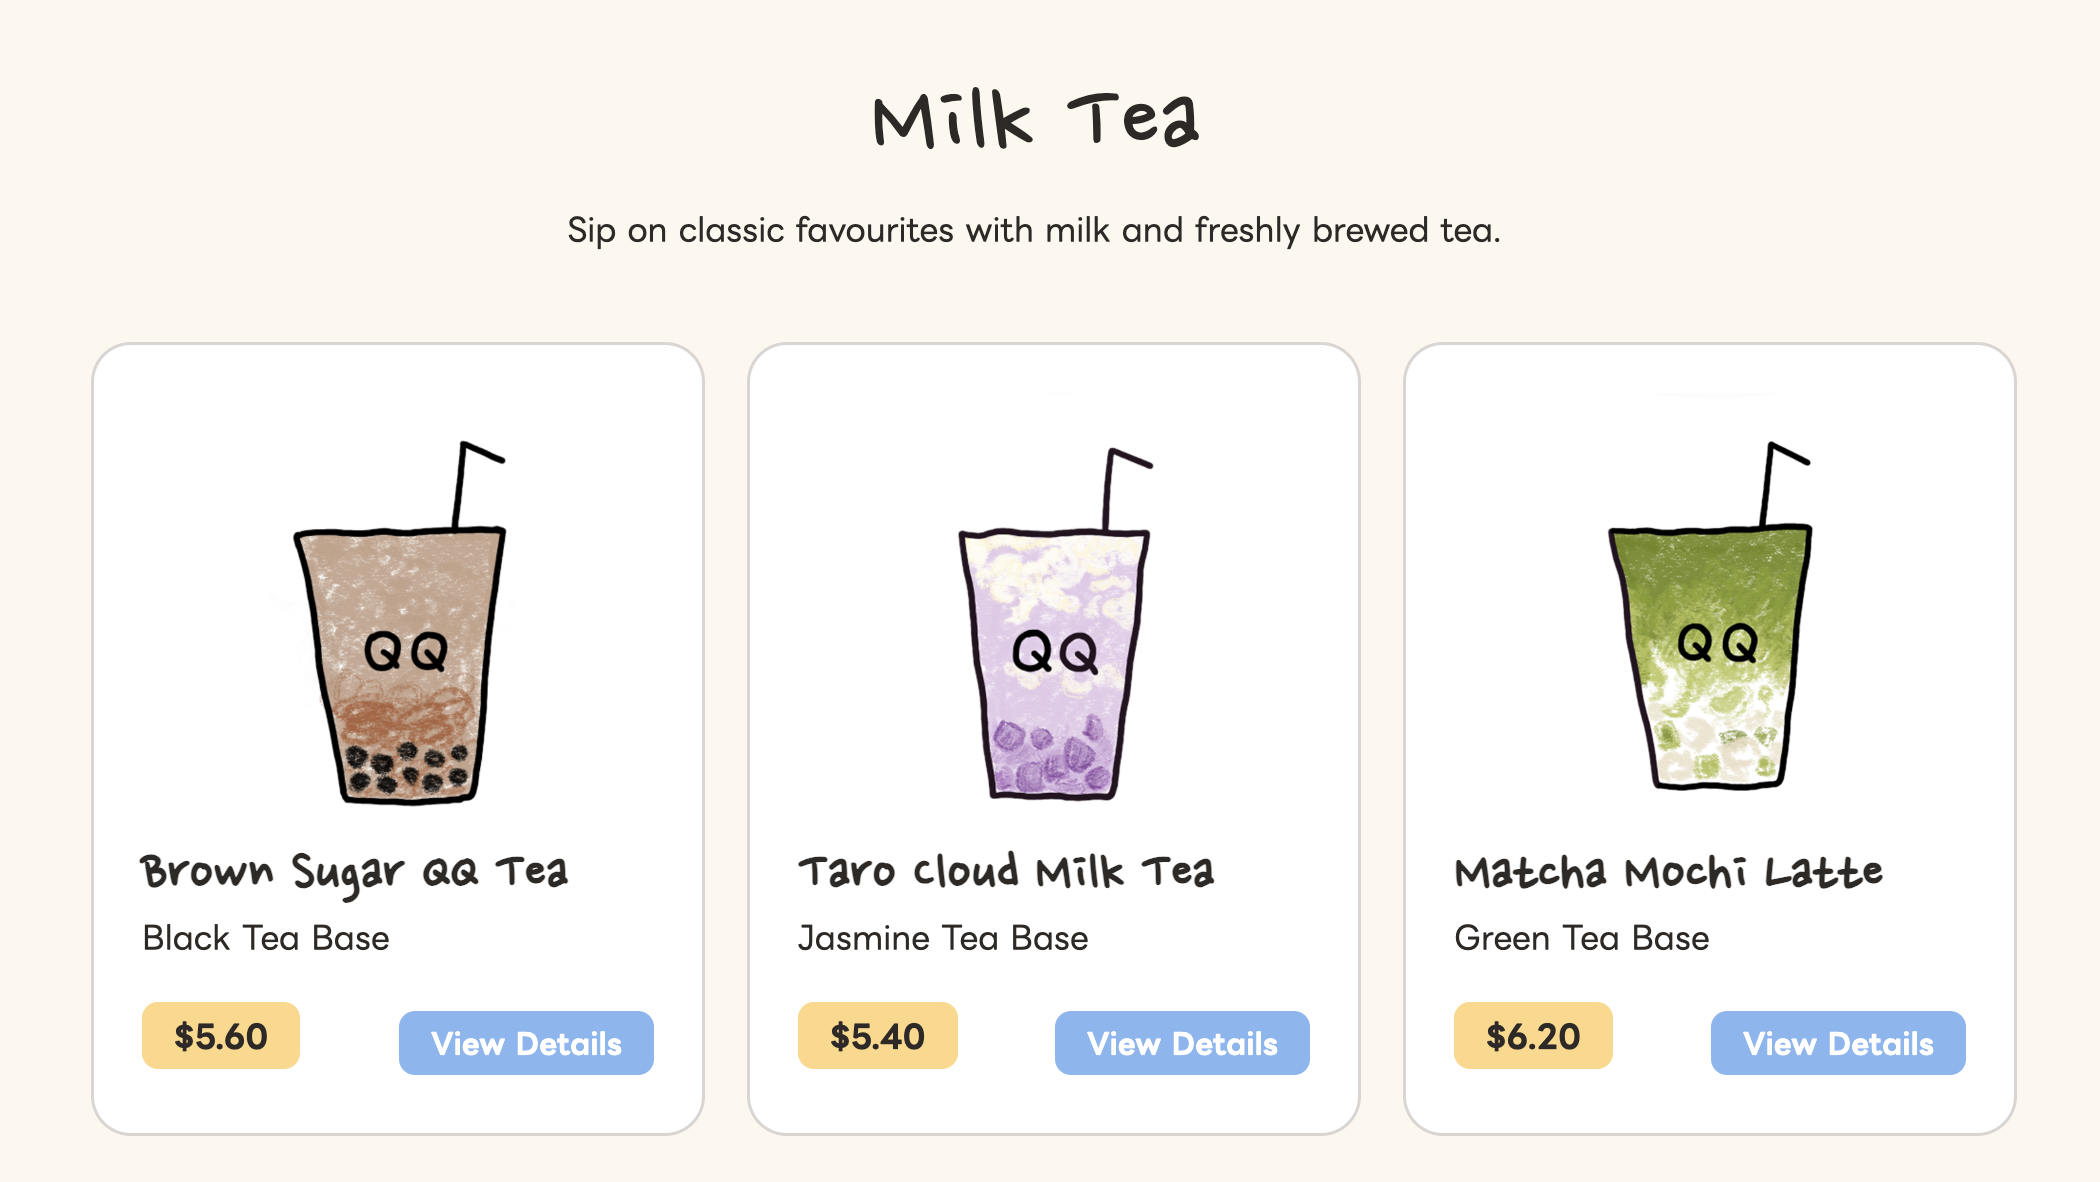 Milk Tea
Sip on classic favourites with milk and freshly brewed tea.
QQ
Brown Sugar QQ Tea
Black Tea Base
$5.60
View Details
QQ
Taro Cloud Milk Tea
Jasmine Tea Base
$5.40
View Details
QQ
Matcha Mochi Latte
Green Tea Base
$6.20
View Details